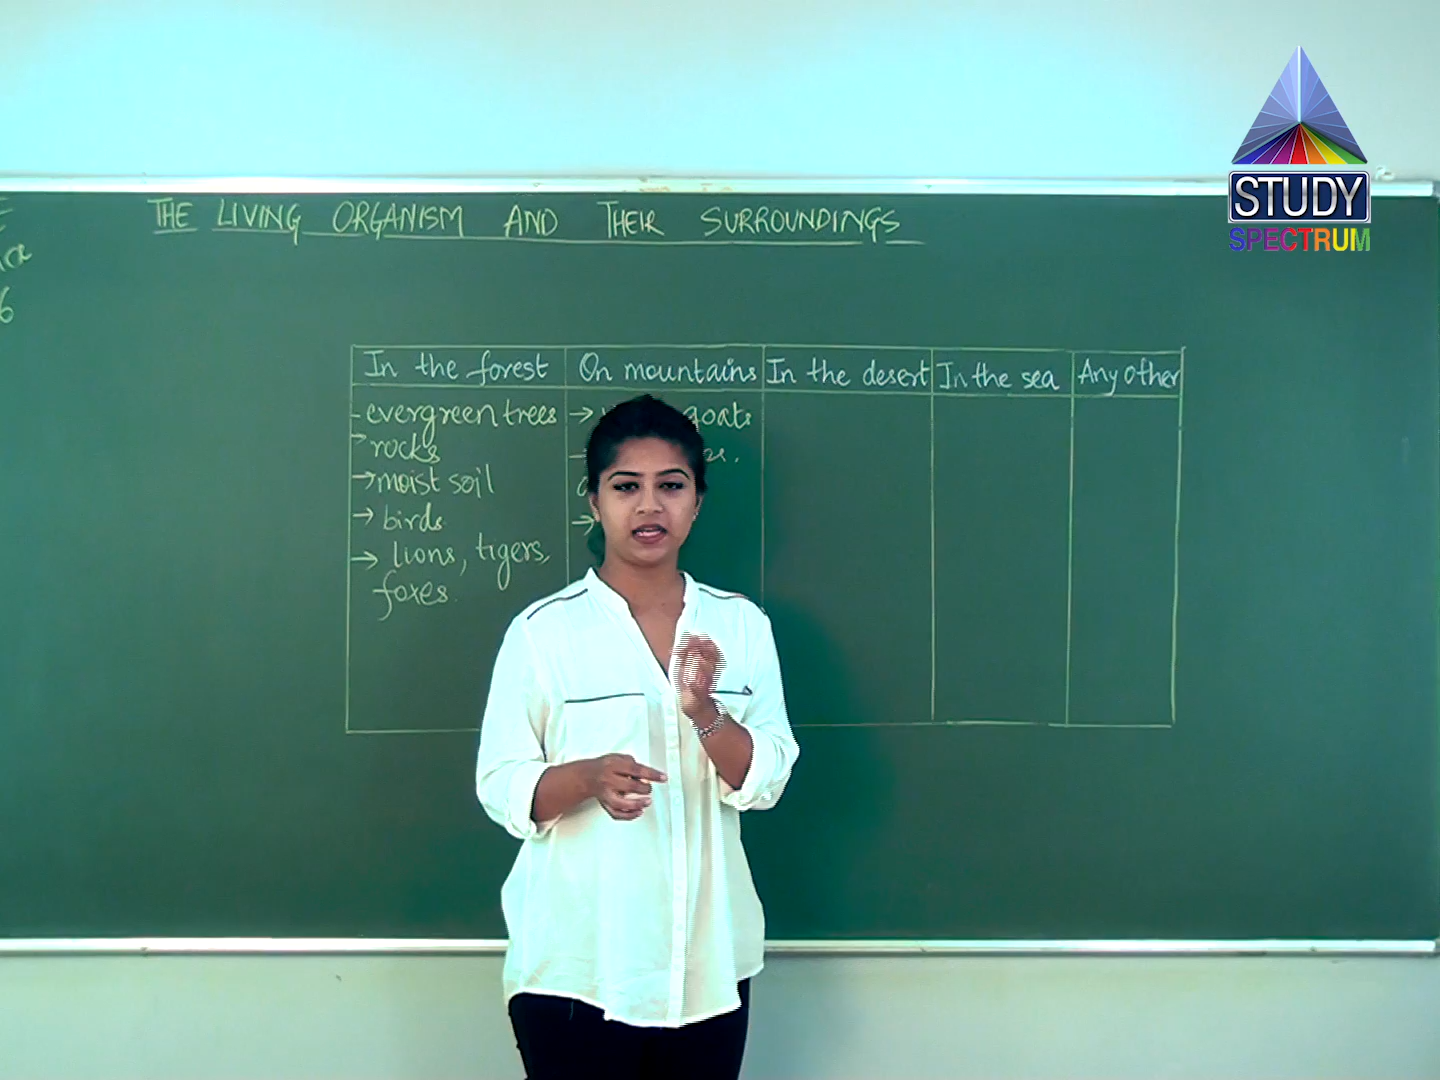 THE LIVING ORGANISM AND THEIR SURROUNDINGS
6
In the forest
On mountains
In the desert
In the sea
Any other
- evergreen trees
→ rocks
→ moist soil
→ birds
→ lions, tigers,
foxes.
→ goats
→
→
STUDY
SPECTRUM